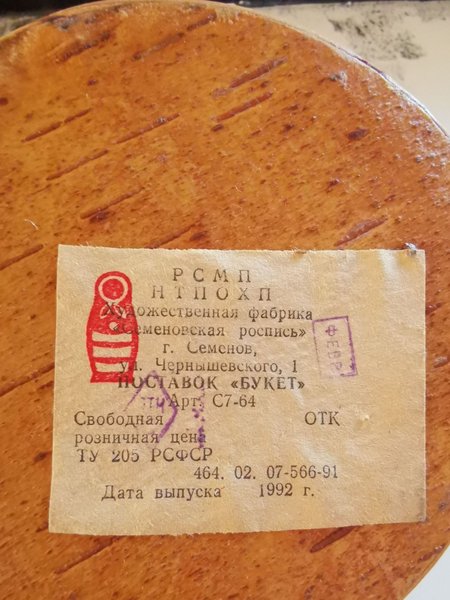 РСМП
НТПОХП
Художественная фабрика
«Семеновская роспись»
г. Семенов,
ул. Чернышевского, 1
ПОСТАВОК «БУКЕТ»
Арт. С7-64
Свободная ОТК
розничная цена
ТУ 205 РСФСР
464. 02. 07-566-91
Дата выпуска 1992 г.
ФЕВР